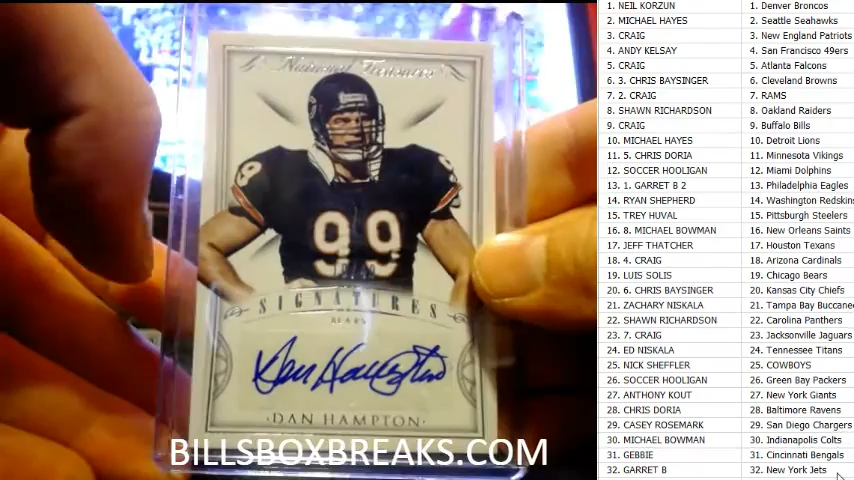 National Treasures
99
SIGNATURES
BEARS
Dan Hampton
·DAN HAMPTON·
BILLSBOXBREAKS.COM
1. NEIL KORZUN 1. Denver Broncos
2. MICHAEL HAYES 2. Seattle Seahawks
3. CRAIG 3. New England Patriots
4. ANDY KELSAY 4. San Francisco 49ers
5. CRAIG 5. Atlanta Falcons
6. 3. CHRIS BAYSINGER 6. Cleveland Browns
7. 2. CRAIG 7. RAMS
8. SHAWN RICHARDSON 8. Oakland Raiders
9. CRAIG 9. Buffalo Bills
10. MICHAEL HAYES 10. Detroit Lions
11. 5. CHRIS DORIA 11. Minnesota Vikings
12. SOCCER HOOLIGAN 12. Miami Dolphins
13. 1. GARRET B 2 13. Philadelphia Eagles
14. RYAN SHEPHERD 14. Washington Redskins
15. TREY HUVAL 15. Pittsburgh Steelers
16. 8. MICHAEL BOWMAN 16. New Orleans Saints
17. JEFF THATCHER 17. Houston Texans
18. 4. CRAIG 18. Arizona Cardinals
19. LUIS SOLIS 19. Chicago Bears
20. 6. CHRIS BAYSINGER 20. Kansas City Chiefs
21. ZACHARY NISKALA 21. Tampa Bay Buccanee
22. SHAWN RICHARDSON 22. Carolina Panthers
23. 7. CRAIG 23. Jacksonville Jaguars
24. ED NISKALA 24. Tennessee Titans
25. NICK SHEFFLER 25. COWBOYS
26. SOCCER HOOLIGAN 26. Green Bay Packers
27. ANTHONY KOUT 27. New York Giants
28. CHRIS DORIA 28. Baltimore Ravens
29. CASEY ROSEMARK 29. San Diego Chargers
30. MICHAEL BOWMAN 30. Indianapolis Colts
31. GEBBIE 31. Cincinnati Bengals
32. GARRET B 32. New York Jets